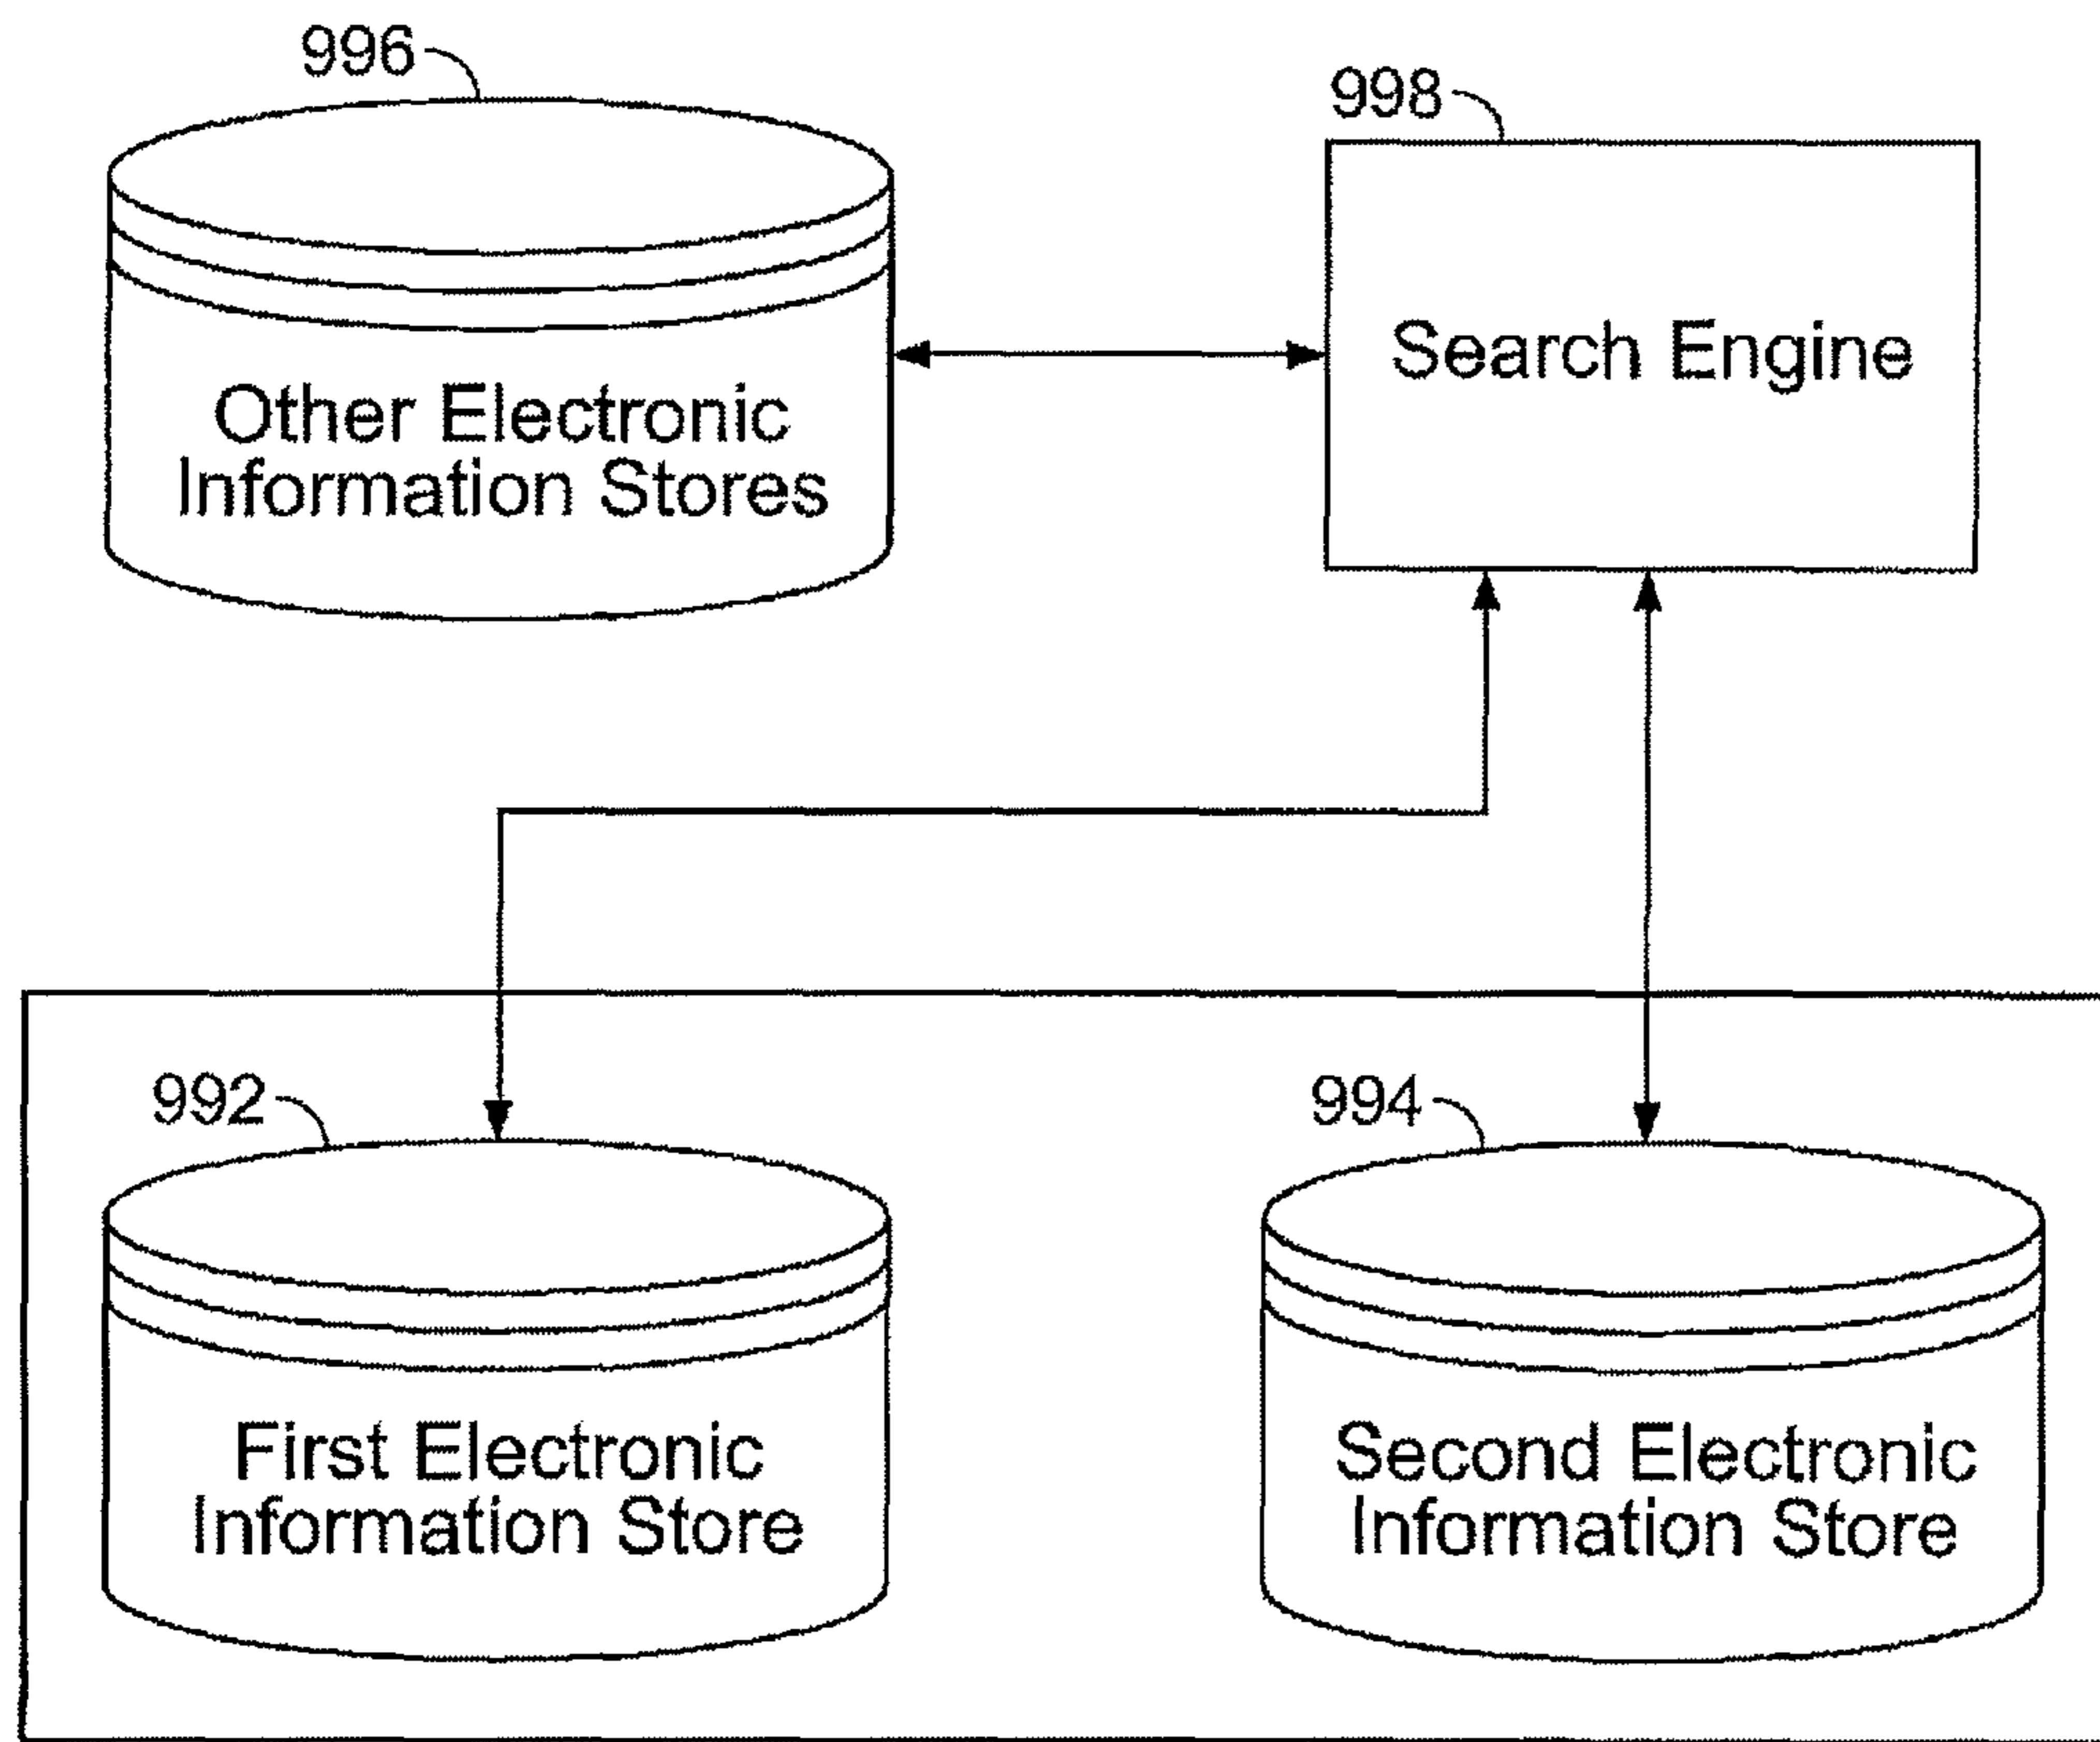 996
998
Search Engine
Other Electronic
Information Stores
992
994
First Electronic
Information Store
Second Electronic
Information Store